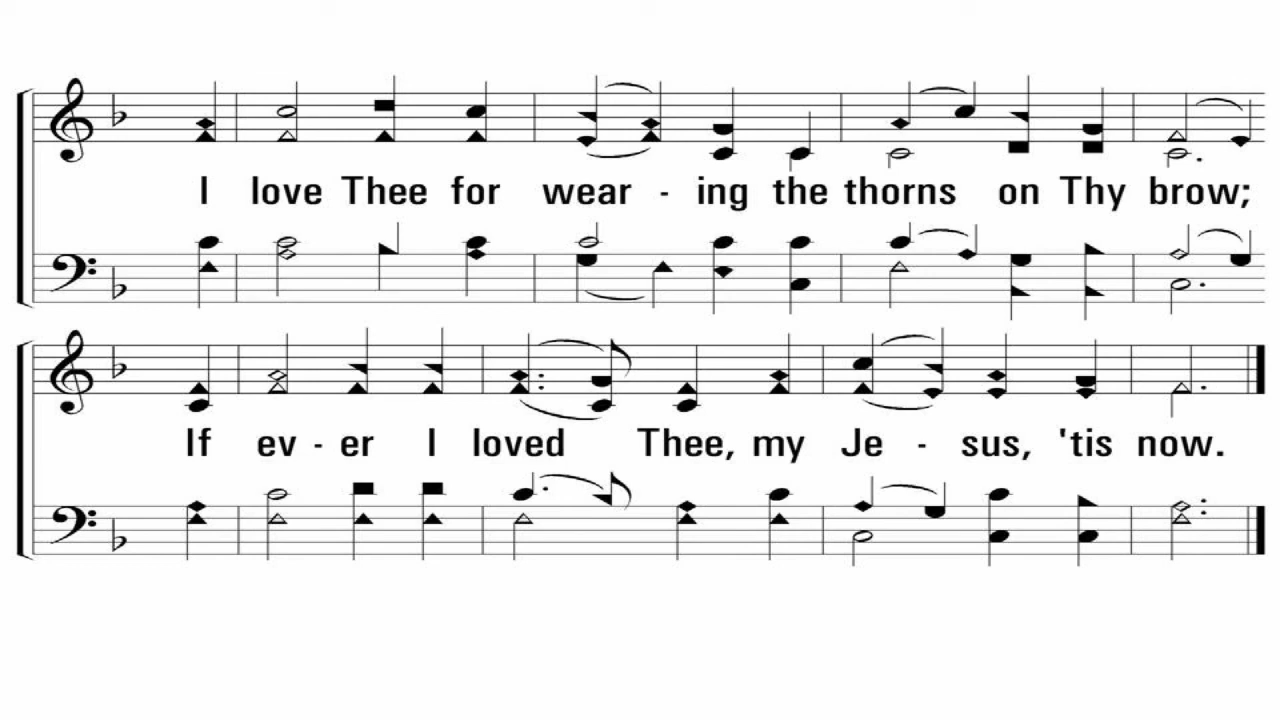 I love Thee for wear - ing the thorns on Thy brow;
If ev - er I loved Thee, my Je - sus, 'tis now.